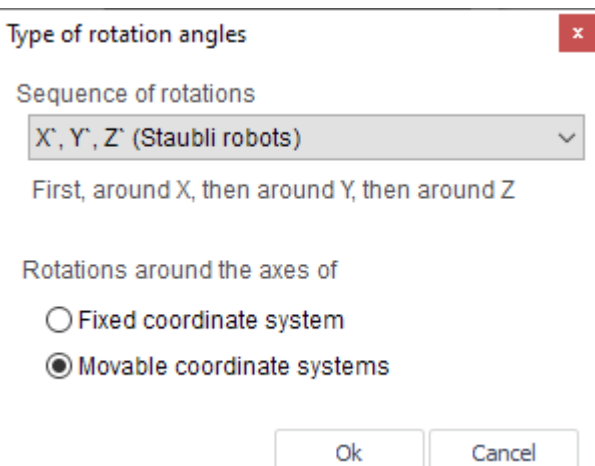 Type of rotation angles
x
Sequence of rotations
X`, Y`, Z` (Staubli robots)
First, around X, then around Y, then around Z
Rotations around the axes of
Fixed coordinate system
Movable coordinate systems
Ok Cancel